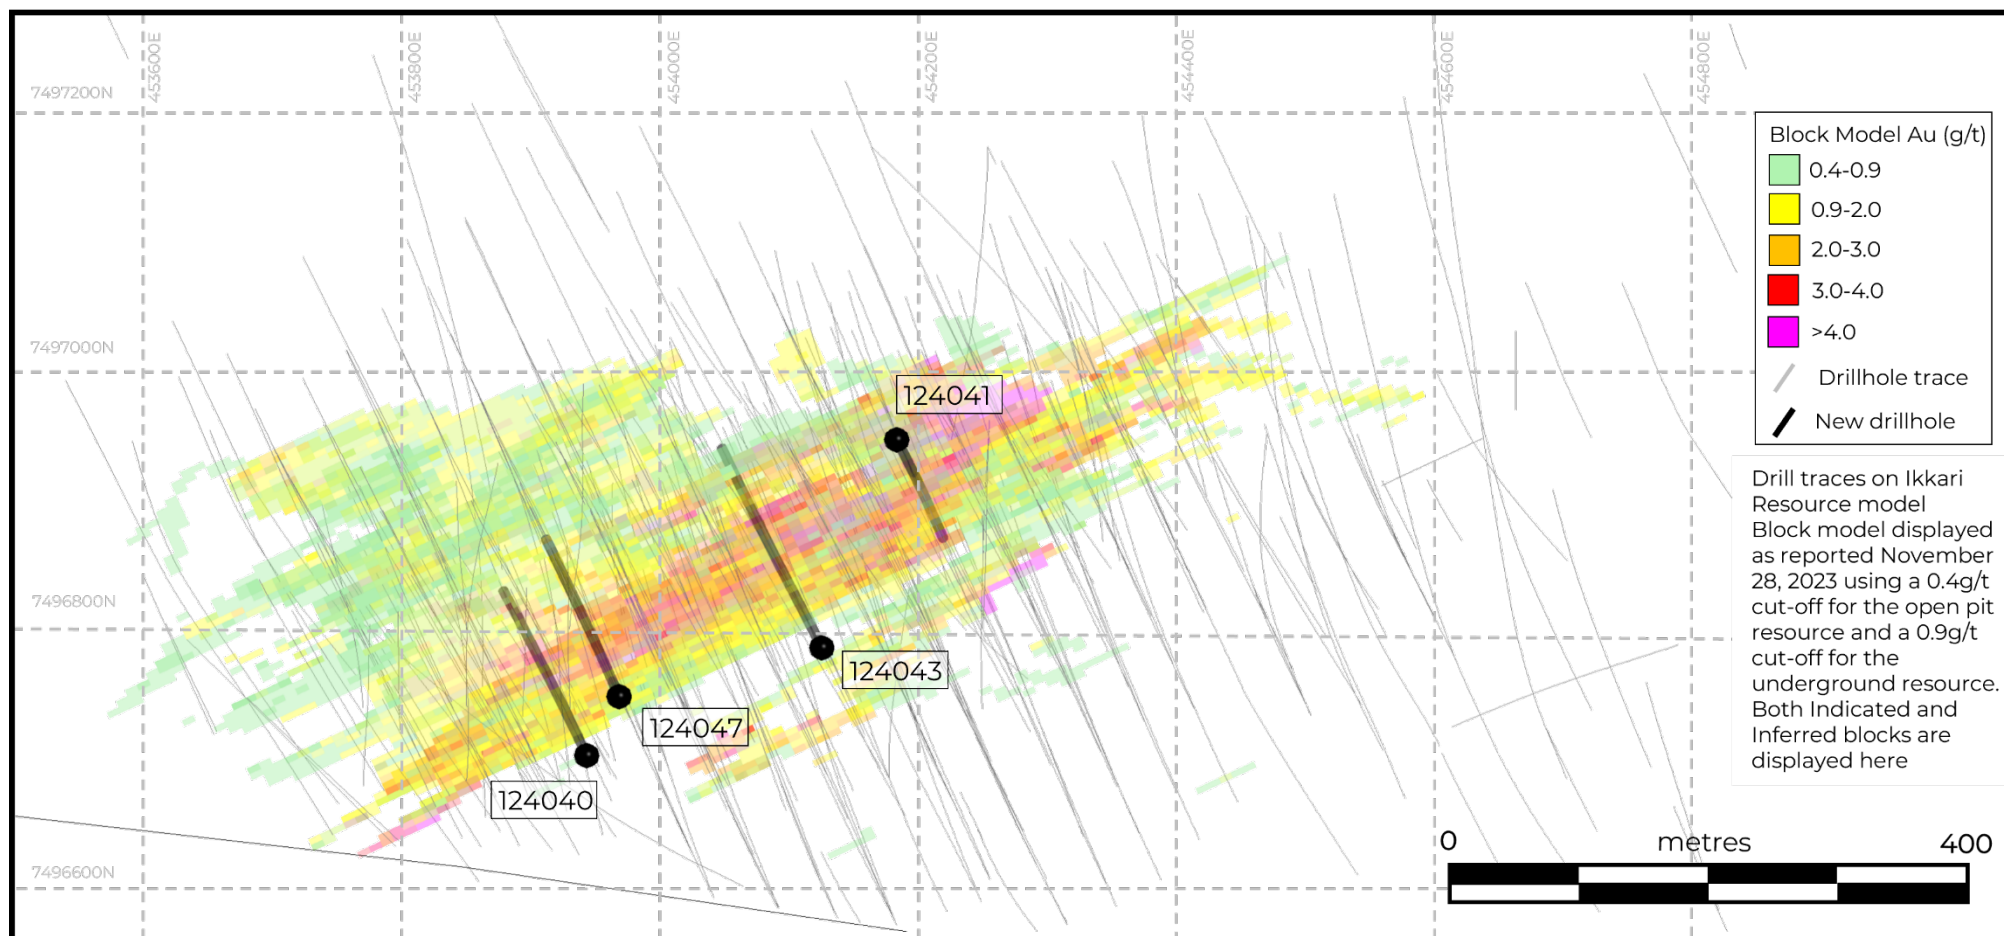 453600E
453800E
454000E
454200E
454400E
454600E
454800E
7497200N
7497000N
7496800N
7496600N
124041
124043
124047
124040
Block Model Au (g/t)
0.4-0.9
0.9-2.0
2.0-3.0
3.0-4.0
>4.0
Drillhole trace
New drillhole
Drill traces on Ikkari
Resource model
Block model displayed
as reported November
28, 2023 using a 0.4g/t
cut-off for the open pit
resource and a 0.9g/t
cut-off for the
underground resource.
Both Indicated and
Inferred blocks are
displayed here
0 metres 400